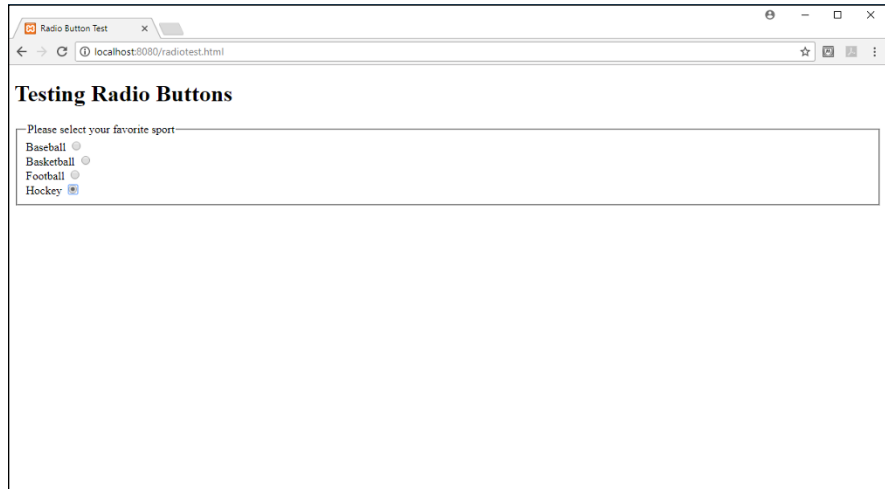 Radio Button Test
localhost:8080/radiotest.html
Testing Radio Buttons
Please select your favorite sport
Baseball
Basketball
Football
Hockey